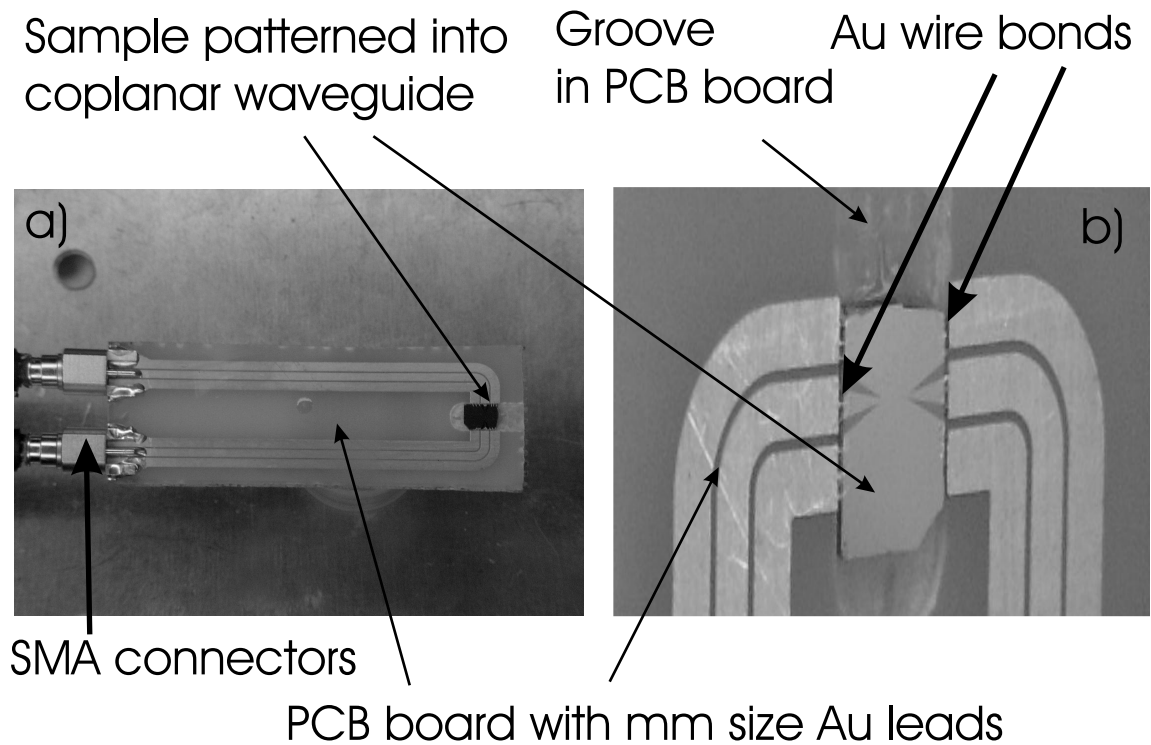 Sample patterned into
coplanar waveguide
Groove
in PCB board
Au wire bonds
a)
b)
SMA connectors
PCB board with mm size Au leads